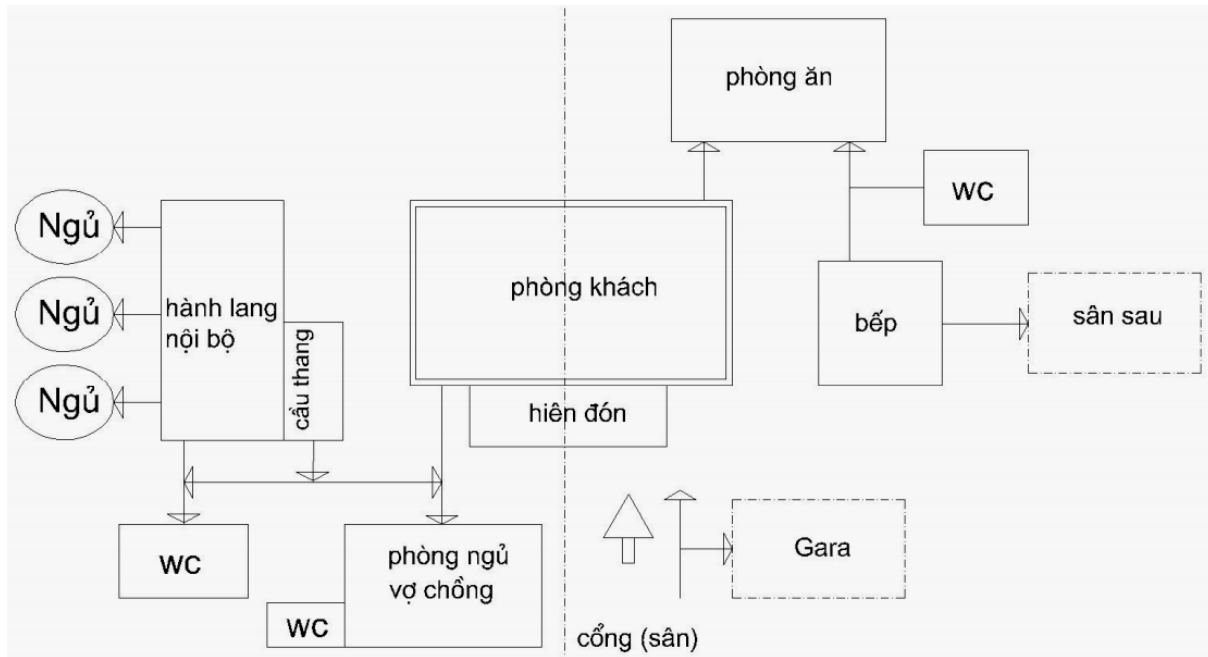 phòng ăn
WC
Ngủ
Ngủ
Ngủ
hành lang
nội bộ
cầu thang
phòng khách
hiên đón
bếp
sân sau
WC
phòng ngủ
vợ chồng
WC
Gara
cổng (sân)